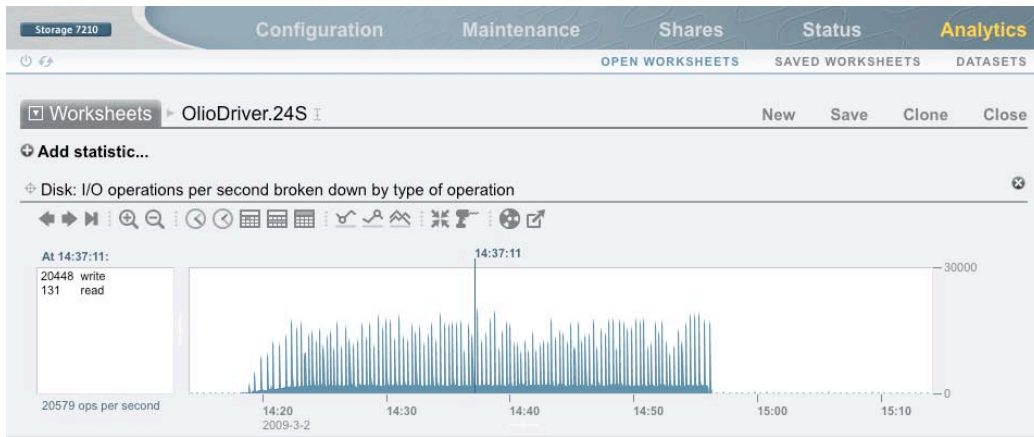 Storage 7210
Configuration Maintenance Shares Status Analytics
OPEN WORKSHEETS SAVED WORKSHEETS DATASETS
Worksheets OlioDriver.24S
New Save Clone Close
Add statistic...
Disk: I/O operations per second broken down by type of operation
At 14:37:11:
14:37:11
20448 write
131 read
30000
0
20579 ops per second
14:20 14:30 14:40 14:50 15:00 15:10
2009-3-2